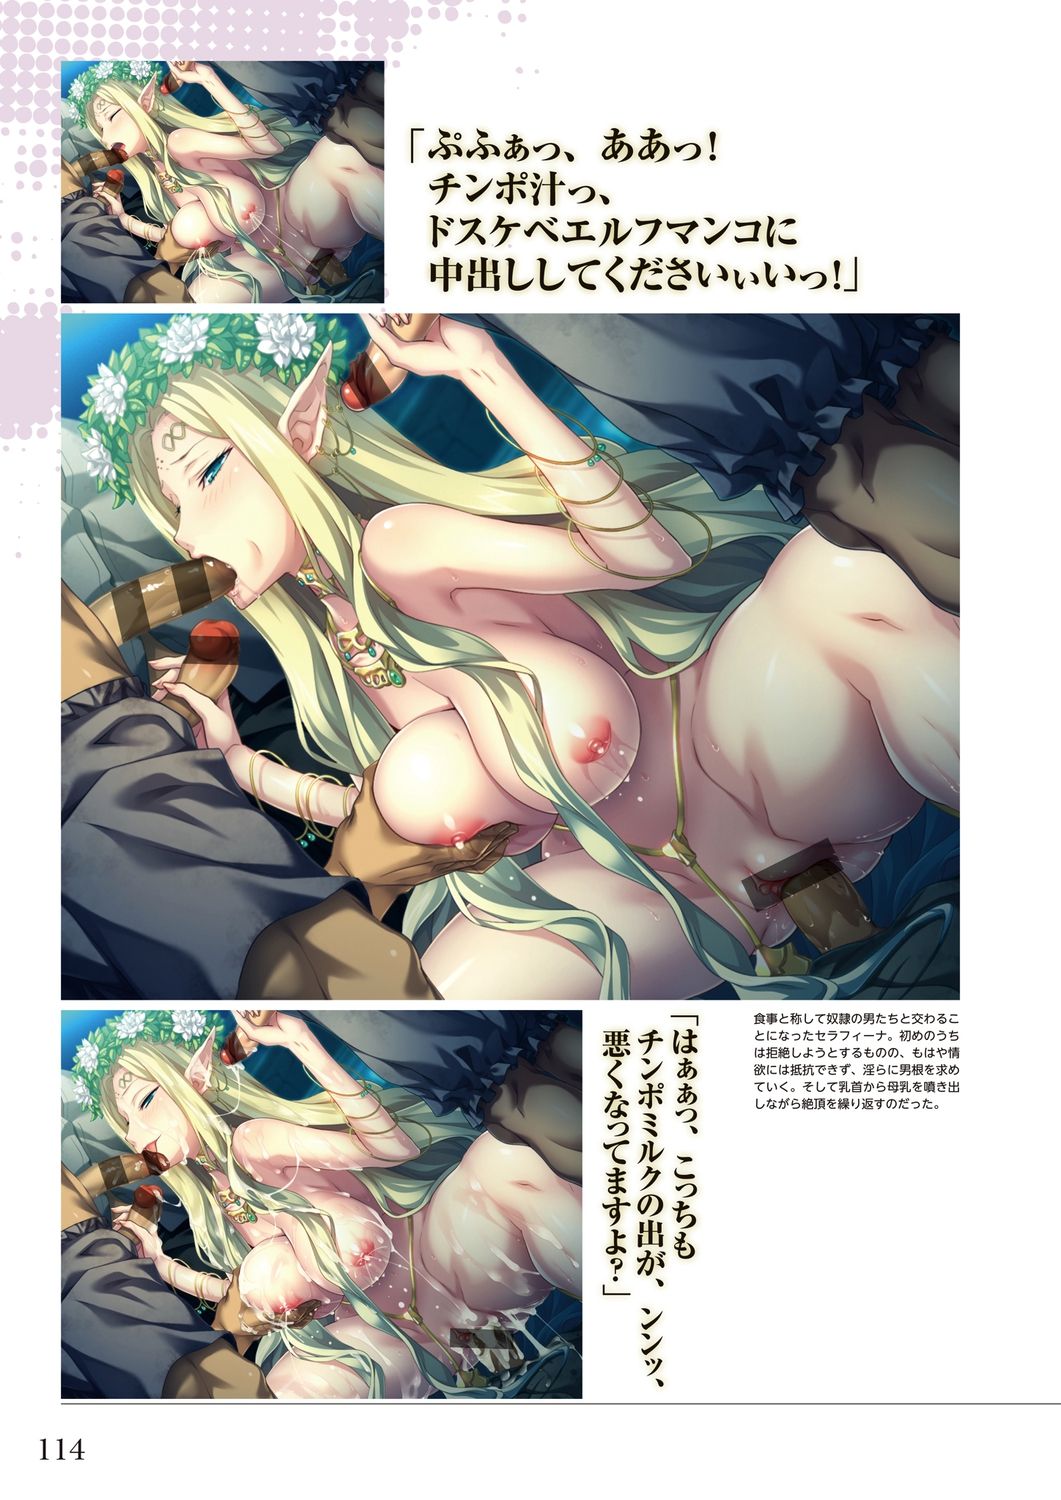 「ぷふぁっ、ああっ！
チンポ汁っ、
ドスケベエルフマンコに
中出ししてくださいぃいっ！」
「はぁぁっ、こっちも
チンポミルクの出が、ンンッ、
悪くなってますよ？」
食事と称して奴隷の男たちと交わるこ
とになったセラフィーナ。初めのうち
は拒絶しようとするものの、もはや情
欲には抵抗できず、淫らに男根を求め
ていく。そして乳首から母乳を噴き出
しながら絶頂を繰り返すのだった。
114